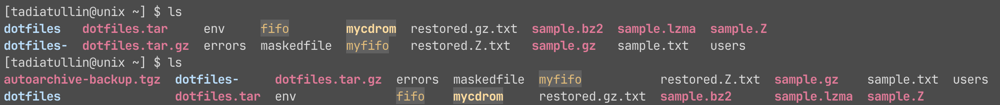 [tadiatullin@unix ~] $ ls
dotfiles dotfiles.tar env fifo mycdrom restored.gz.txt sample.bz2 sample.lzma sample.Z
dotfiles- dotfiles.tar.gz errors maskedfile myfifo restored.Z.txt sample.gz sample.txt users
[tadiatullin@unix ~] $ ls
autoarchive-backup.tgz dotfiles- dotfiles.tar.gz errors maskedfile myfifo restored.Z.txt sample.gz sample.txt users
dotfiles dotfiles.tar env fifo mycdrom restored.gz.txt sample.bz2 sample.lzma sample.Z